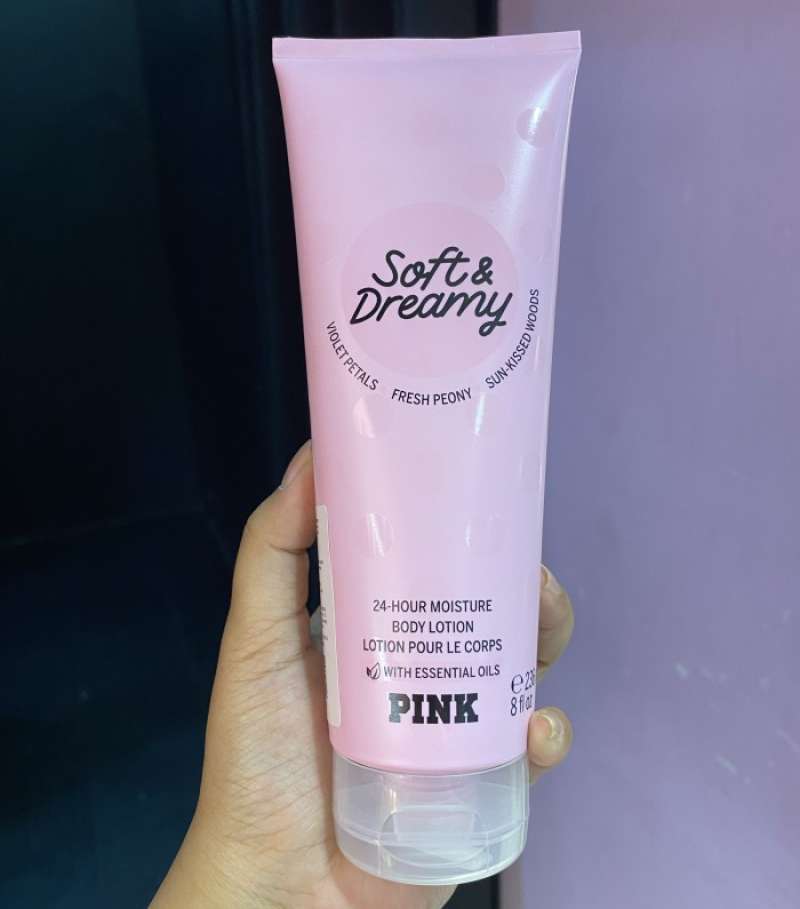 Soft &
Dreamy
VIOLET PETALS FRESH PEONY SUN-KISSED WOODS
24-HOUR MOISTURE
BODY LOTION
LOTION POUR LE CORPS
WITH ESSENTIAL OILS
PINK
℮ 236
8 fl oz